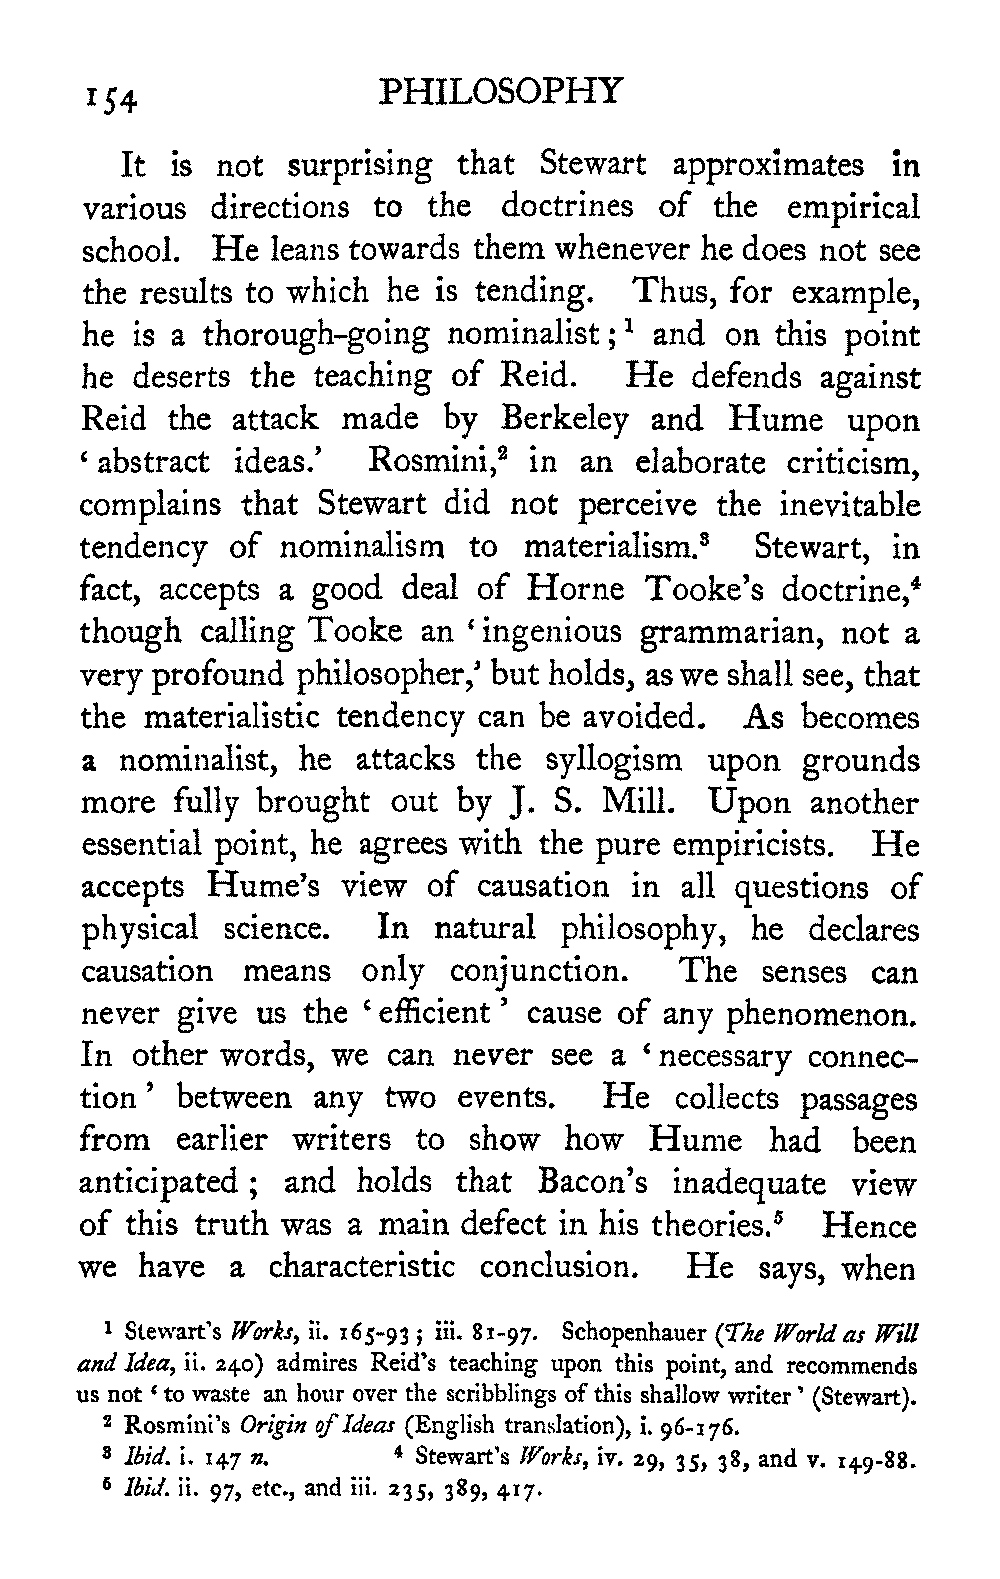 154 PHILOSOPHY
It is not surprising that Stewart approximates in
various directions to the doctrines of the empirical
school. He leans towards them whenever he does not see
the results to which he is tending. Thus, for example,
he is a thorough-going nominalist ;¹ and on this point
he deserts the teaching of Reid. He defends against
Reid the attack made by Berkeley and Hume upon
‘ abstract ideas.’ Rosmini,² in an elaborate criticism,
complains that Stewart did not perceive the inevitable
tendency of nominalism to materialism.³ Stewart, in
fact, accepts a good deal of Horne Tooke’s doctrine,⁴
though calling Tooke an ‘ ingenious grammarian, not a
very profound philosopher,’ but holds, as we shall see, that
the materialistic tendency can be avoided. As becomes
a nominalist, he attacks the syllogism upon grounds
more fully brought out by J. S. Mill. Upon another
essential point, he agrees with the pure empiricists. He
accepts Hume’s view of causation in all questions of
physical science. In natural philosophy, he declares
causation means only conjunction. The senses can
never give us the ‘ efficient ’ cause of any phenomenon.
In other words, we can never see a ‘ necessary connec-
tion ’ between any two events. He collects passages
from earlier writers to show how Hume had been
anticipated ; and holds that Bacon’s inadequate view
of this truth was a main defect in his theories.⁵ Hence
we have a characteristic conclusion. He says, when
¹ Stewart’s Works, ii. 165-93 ; iii. 81-97. Schopenhauer (The World as Will
and Idea, ii. 240) admires Reid’s teaching upon this point, and recommends
us not ‘ to waste an hour over the scribblings of this shallow writer ’ (Stewart).
² Rosmini’s Origin of Ideas (English translation), i. 96-176.
³ Ibid. i. 147 n. ⁴ Stewart’s Works, iv. 29, 35, 38, and v. 149-88.
⁵ Ibid. ii. 97, etc., and iii. 235, 389, 417.